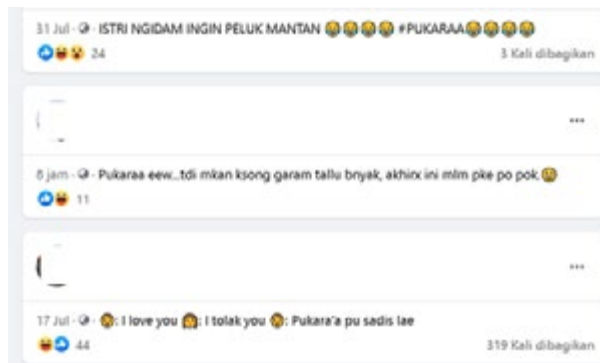 31 Jul · ISTRI NGIDAM INGIN PELUK MANTAN 😭😭😭😭 #PUKARAA😭😭😭😭
24 3 Kali dibagikan
8 jam · Pukaraa eew...tdi mkan ksong garam tallu bnyak, akhirx ini mlm pke po pok.😭
11
17 Jul · 🧑: I love you 👩: I tolak you 🧑: Pukara'a pu sadis lae
44 319 Kali dibagikan